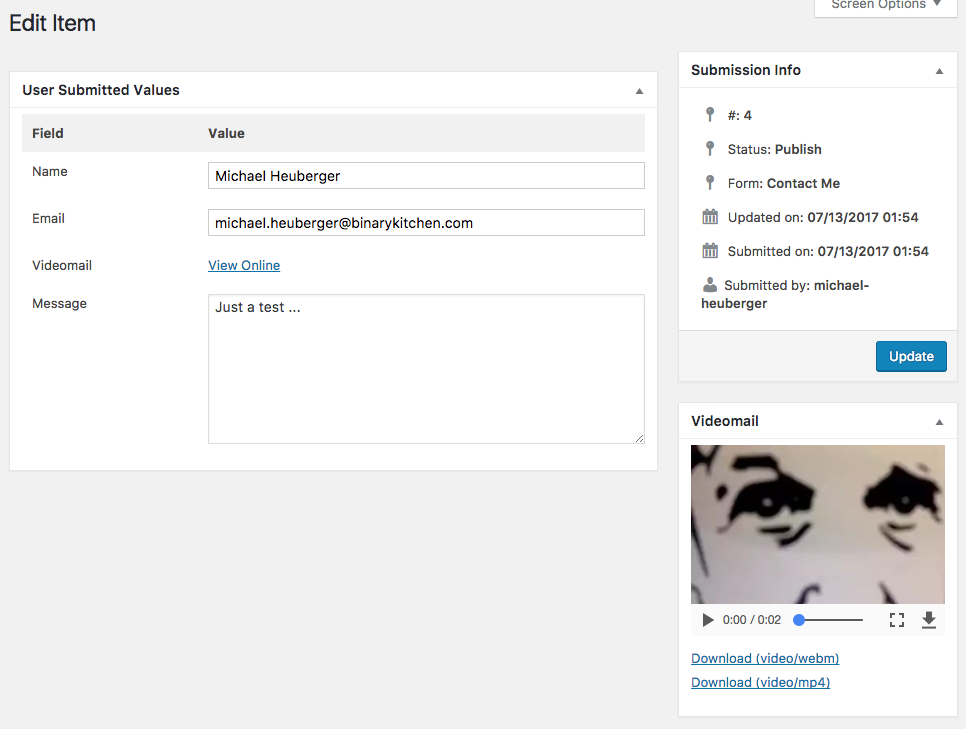 Screen Options ▼
Edit Item
User Submitted Values
Field Value
Name Michael Heuberger
Email michael.heuberger@binarykitchen.com
Videomail View Online
Message Just a test ...
Submission Info
#: 4
Status: Publish
Form: Contact Me
Updated on: 07/13/2017 01:54
Submitted on: 07/13/2017 01:54
Submitted by: michael-
heuberger
Update
Videomail
0:00 / 0:02
Download (video/webm)
Download (video/mp4)